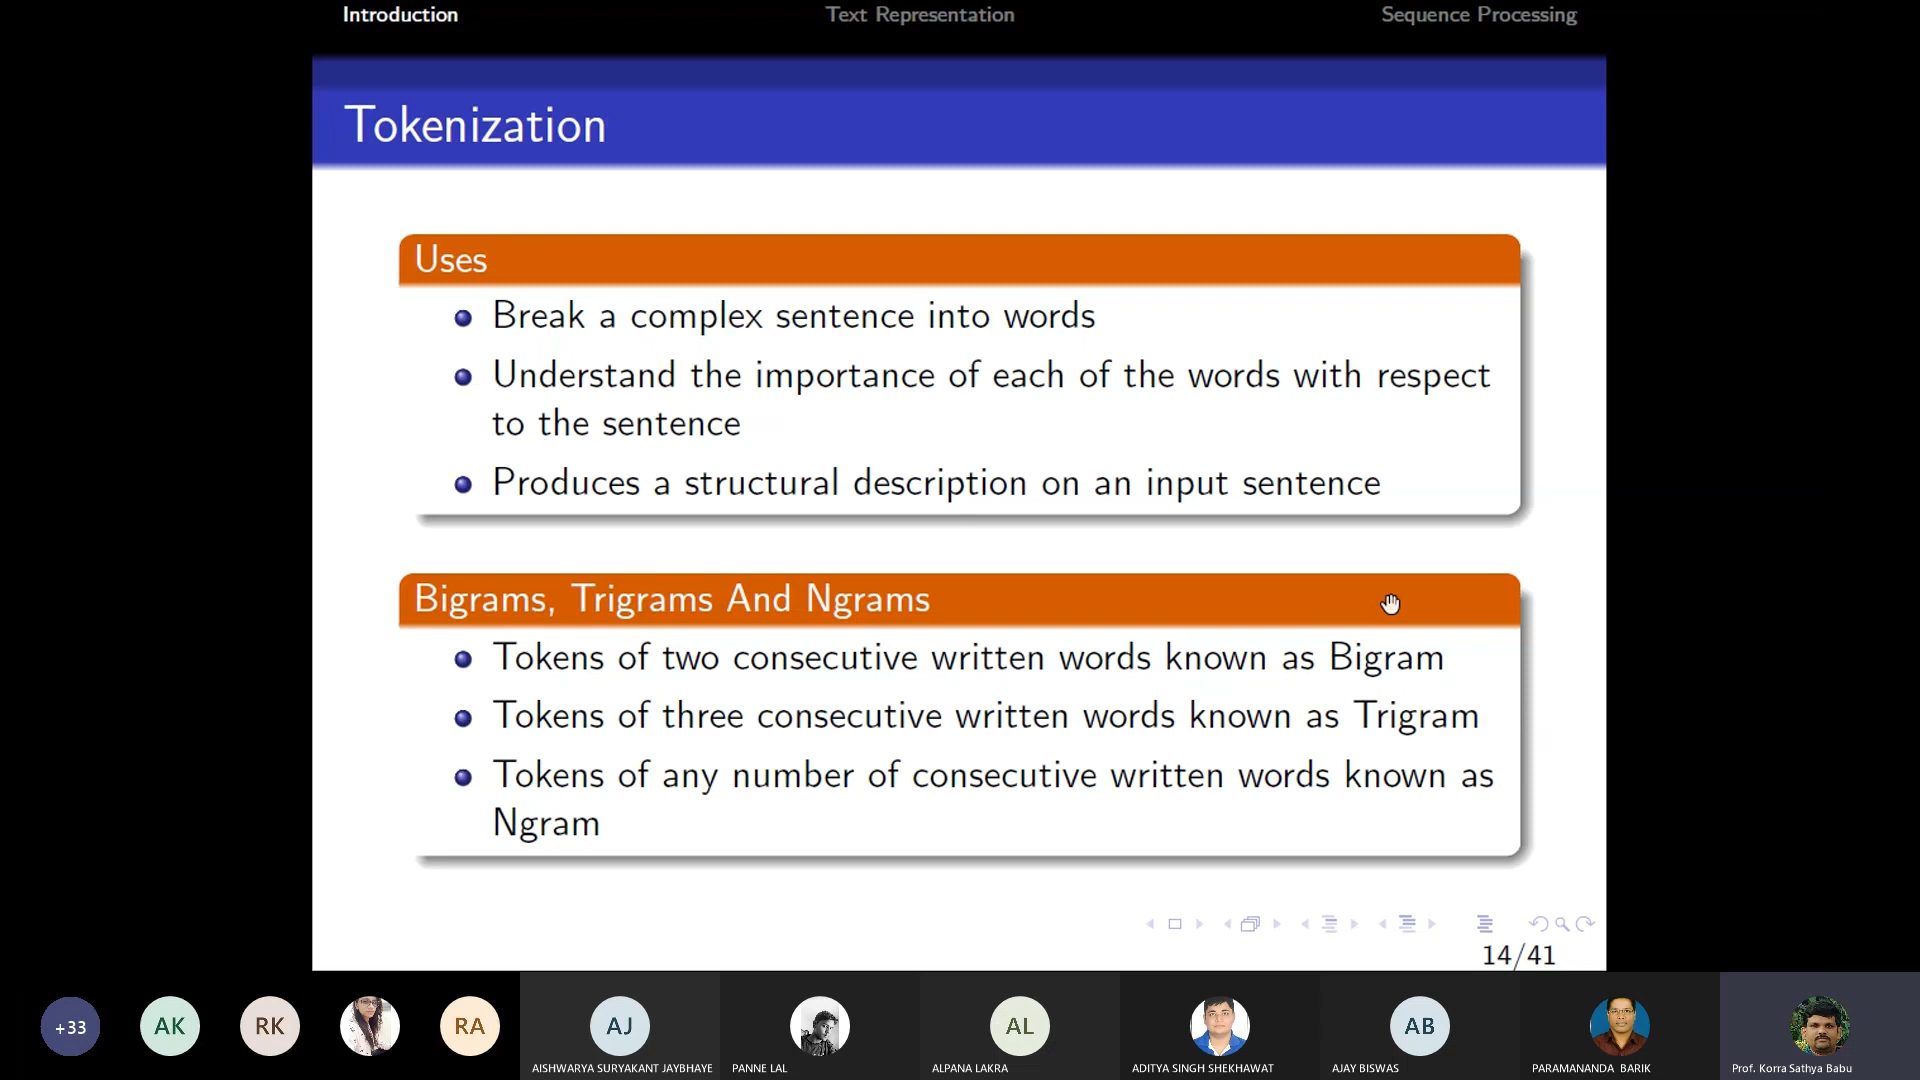 Introduction Text Representation Sequence Processing
Tokenization
Uses
Break a complex sentence into words
Understand the importance of each of the words with respect
to the sentence
Produces a structural description on an input sentence
Bigrams, Trigrams And Ngrams
Tokens of two consecutive written words known as Bigram
Tokens of three consecutive written words known as Trigram
Tokens of any number of consecutive written words known as
Ngram
14/41
+33 AK RK RA AJ AL AB
AISHWARYA SURYAKANT JAYBHAYE PANNE LAL ALPANA LAKRA ADITYA SINGH SHEKHAWAT AJAY BISWAS PARAMANANDA BARIK Prof. Korra Sathya Babu